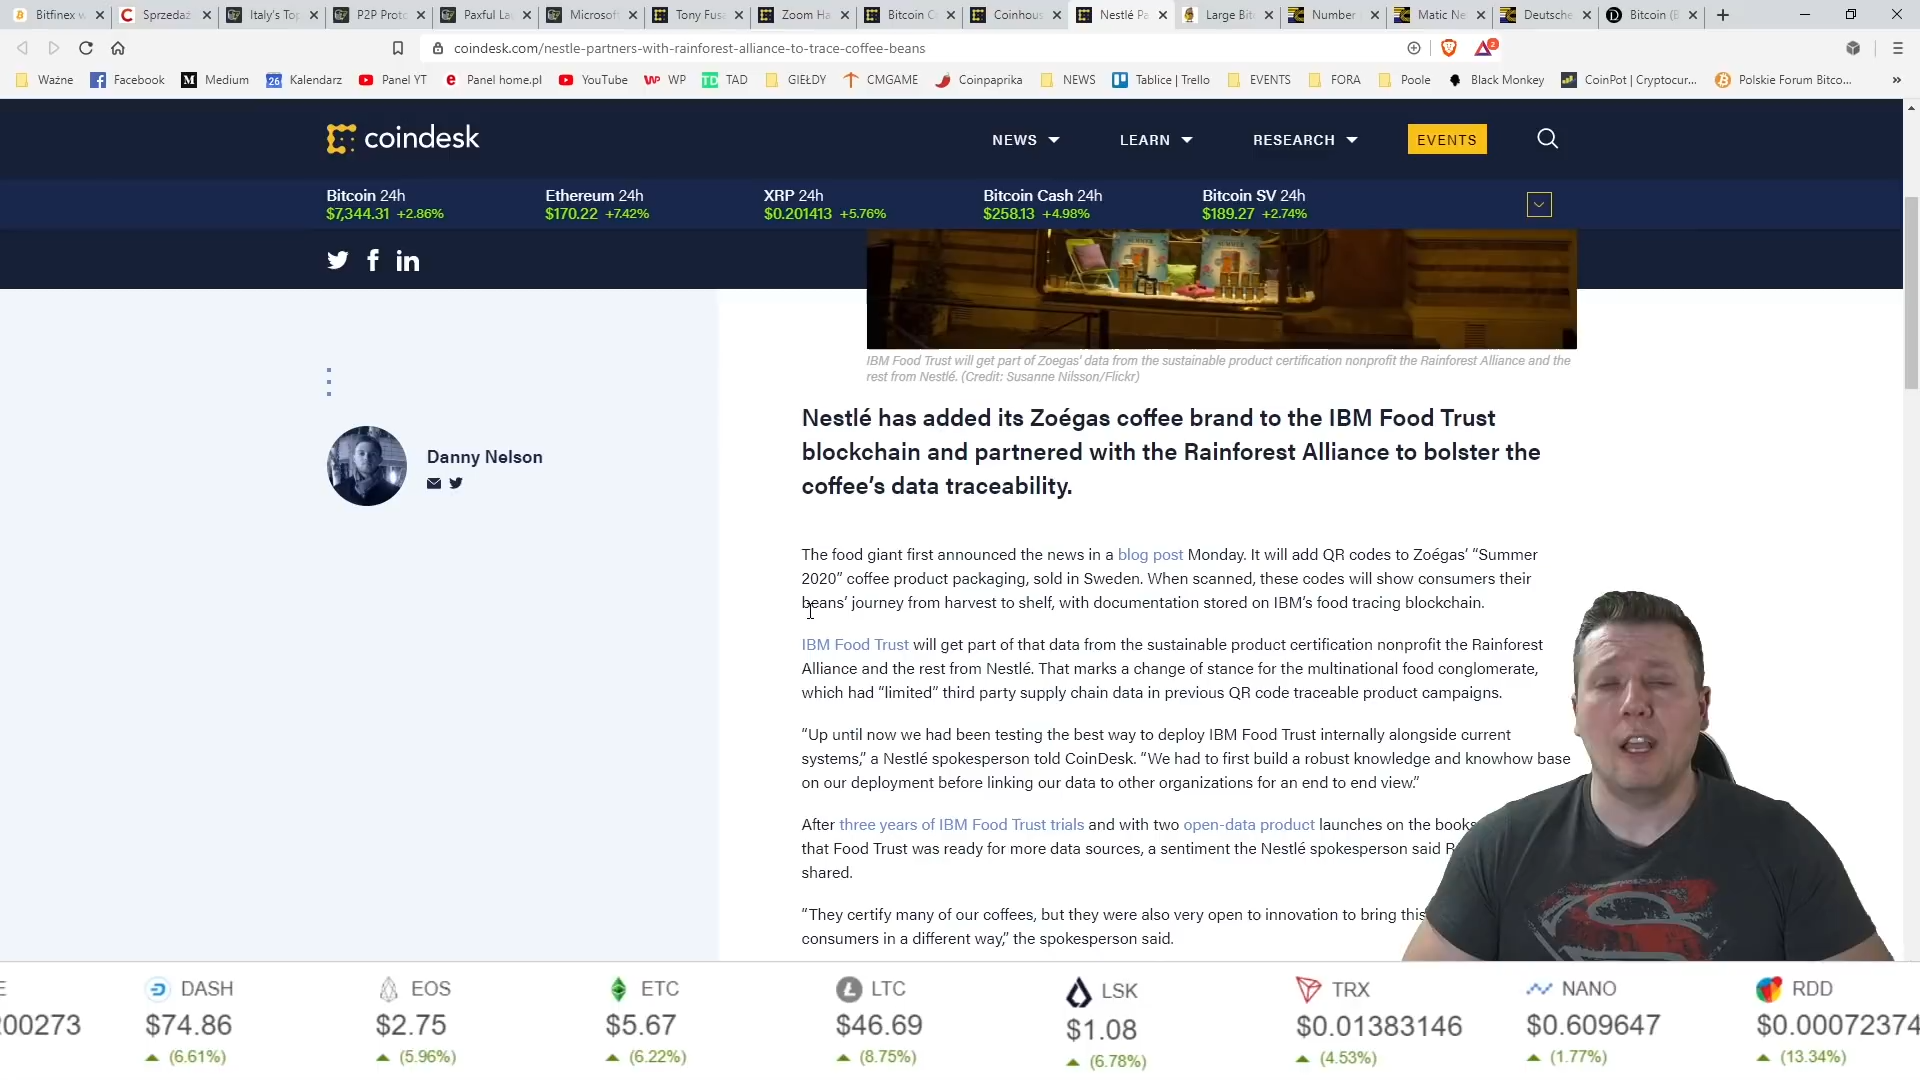 Bitfinex w
Sprzedaż
Italy's Top
P2P Proto
Paxful La
Microsoft
Tony Fusa
Zoom Ha
Bitcoin C
Coinhous
Nestlé Pa
Large Bit
Number
Matic Ne
Deutsche
Bitcoin (B
coindesk.com/nestle-partners-with-rainforest-alliance-to-trace-coffee-beans
2
Ważne
Facebook
Medium
26 Kalendarz
Panel YT
Panel home.pl
YouTube
WP
TAD
GIEŁDY
CMGAME
Coinpaprika
NEWS
Tablice | Trello
EVENTS
FORA
Poole
Black Monkey
CoinPot | Cryptocur...
Polskie Forum Bitco...
coindesk
NEWS
LEARN
RESEARCH
EVENTS
Bitcoin 24h
$7,344.31 +2.86%
Ethereum 24h
$170.22 +7.42%
XRP 24h
$0.201413 +5.76%
Bitcoin Cash 24h
$258.13 +4.98%
Bitcoin SV 24h
$189.27 +2.74%
SUMMER
IBM Food Trust will get part of Zoegas' data from the sustainable product certification nonprofit the Rainforest Alliance and the
rest from Nestlé. (Credit: Susanne Nilsson/Flickr)
Danny Nelson
Nestlé has added its Zoégas coffee brand to the IBM Food Trust
blockchain and partnered with the Rainforest Alliance to bolster the
coffee's data traceability.
The food giant first announced the news in a blog post Monday. It will add QR codes to Zoégas' “Summer
2020” coffee product packaging, sold in Sweden. When scanned, these codes will show consumers their
beans' journey from harvest to shelf, with documentation stored on IBM's food tracing blockchain.
IBM Food Trust will get part of that data from the sustainable product certification nonprofit the Rainforest
Alliance and the rest from Nestlé. That marks a change of stance for the multinational food conglomerate,
which had “limited” third party supply chain data in previous QR code traceable product campaigns.
“Up until now we had been testing the best way to deploy IBM Food Trust internally alongside current
systems,” a Nestlé spokesperson told CoinDesk. “We had to first build a robust knowledge and knowhow base
on our deployment before linking our data to other organizations for an end to end view.”
After three years of IBM Food Trust trials and with two open-data product launches on the books
that Food Trust was ready for more data sources, a sentiment the Nestlé spokesperson said R
shared.
“They certify many of our coffees, but they were also very open to innovation to bring this
consumers in a different way,” the spokesperson said.
E
00273
DASH
$74.86
(6.61%)
EOS
$2.75
(5.96%)
ETC
$5.67
(6.22%)
LTC
$46.69
(8.75%)
LSK
$1.08
(6.78%)
TRX
$0.01383146
(4.53%)
NANO
$0.609647
(1.77%)
RDD
$0.00072374
(13.34%)